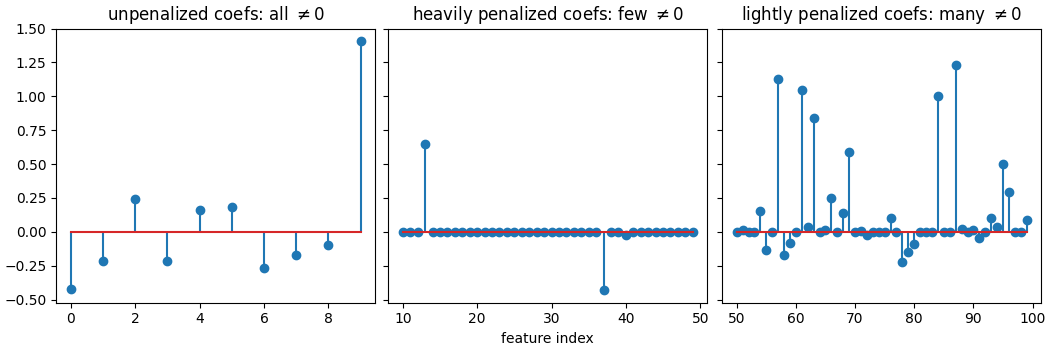 unpenalized coefs: all ≠0
heavily penalized coefs: few ≠0
lightly penalized coefs: many ≠0
1.50
1.25
1.00
0.75
0.50
0.25
0.00
−0.25
−0.50
0 2 4 6 8
10 20 30 40 50
50 60 70 80 90 100
feature index